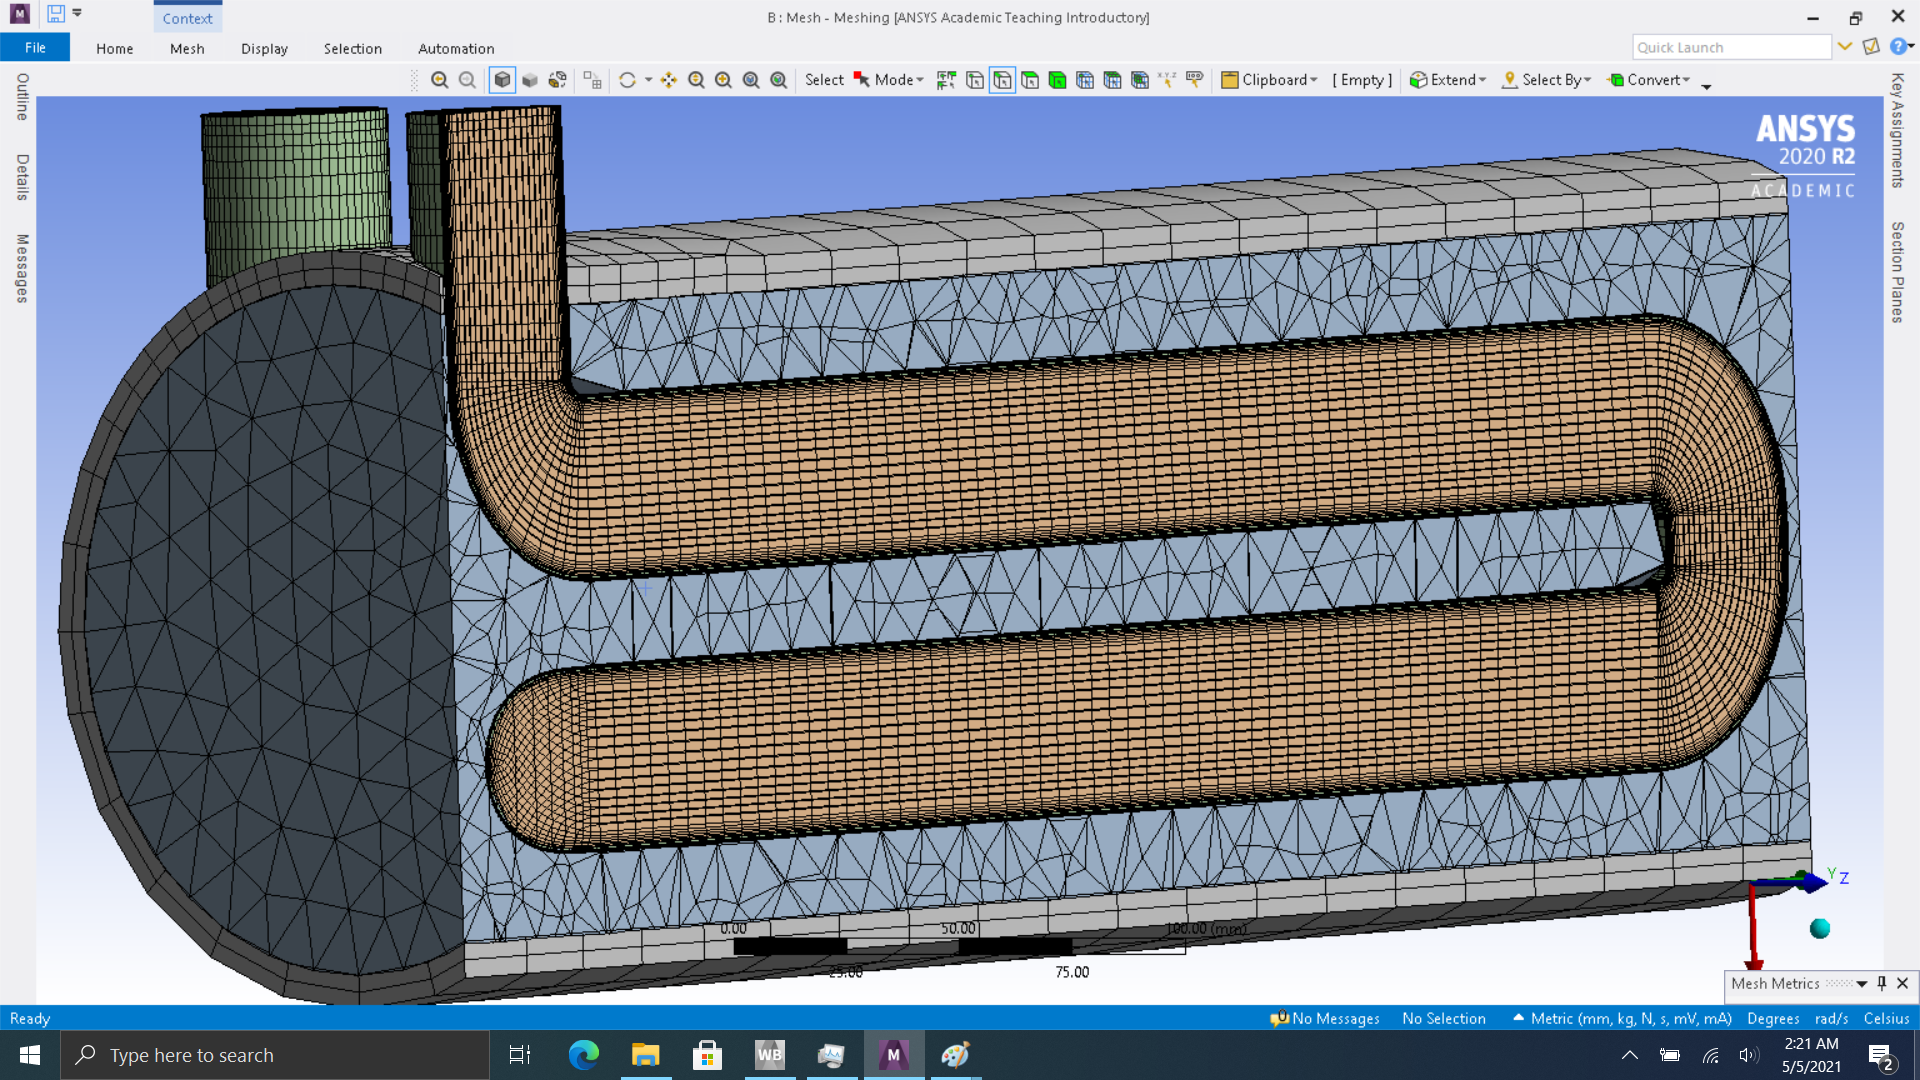 Context
B : Mesh - Meshing [ANSYS Academic Teaching Introductory]
File Home Mesh Display Selection Automation
Quick Launch
Select Mode Clipboard [ Empty ] Extend Select By Convert
Outline
Details
Messages
Key Assignments
Section Planes
ANSYS
2020 R2
ACADEMIC
0.00 50.00 100.00 (mm)
25.00 75.00
Y Z
Mesh Metrics
Ready
0 No Messages No Selection Metric (mm, kg, N, s, mV, mA) Degrees rad/s Celsius
Type here to search
WB
M
2:21 AM
5/5/2021
2